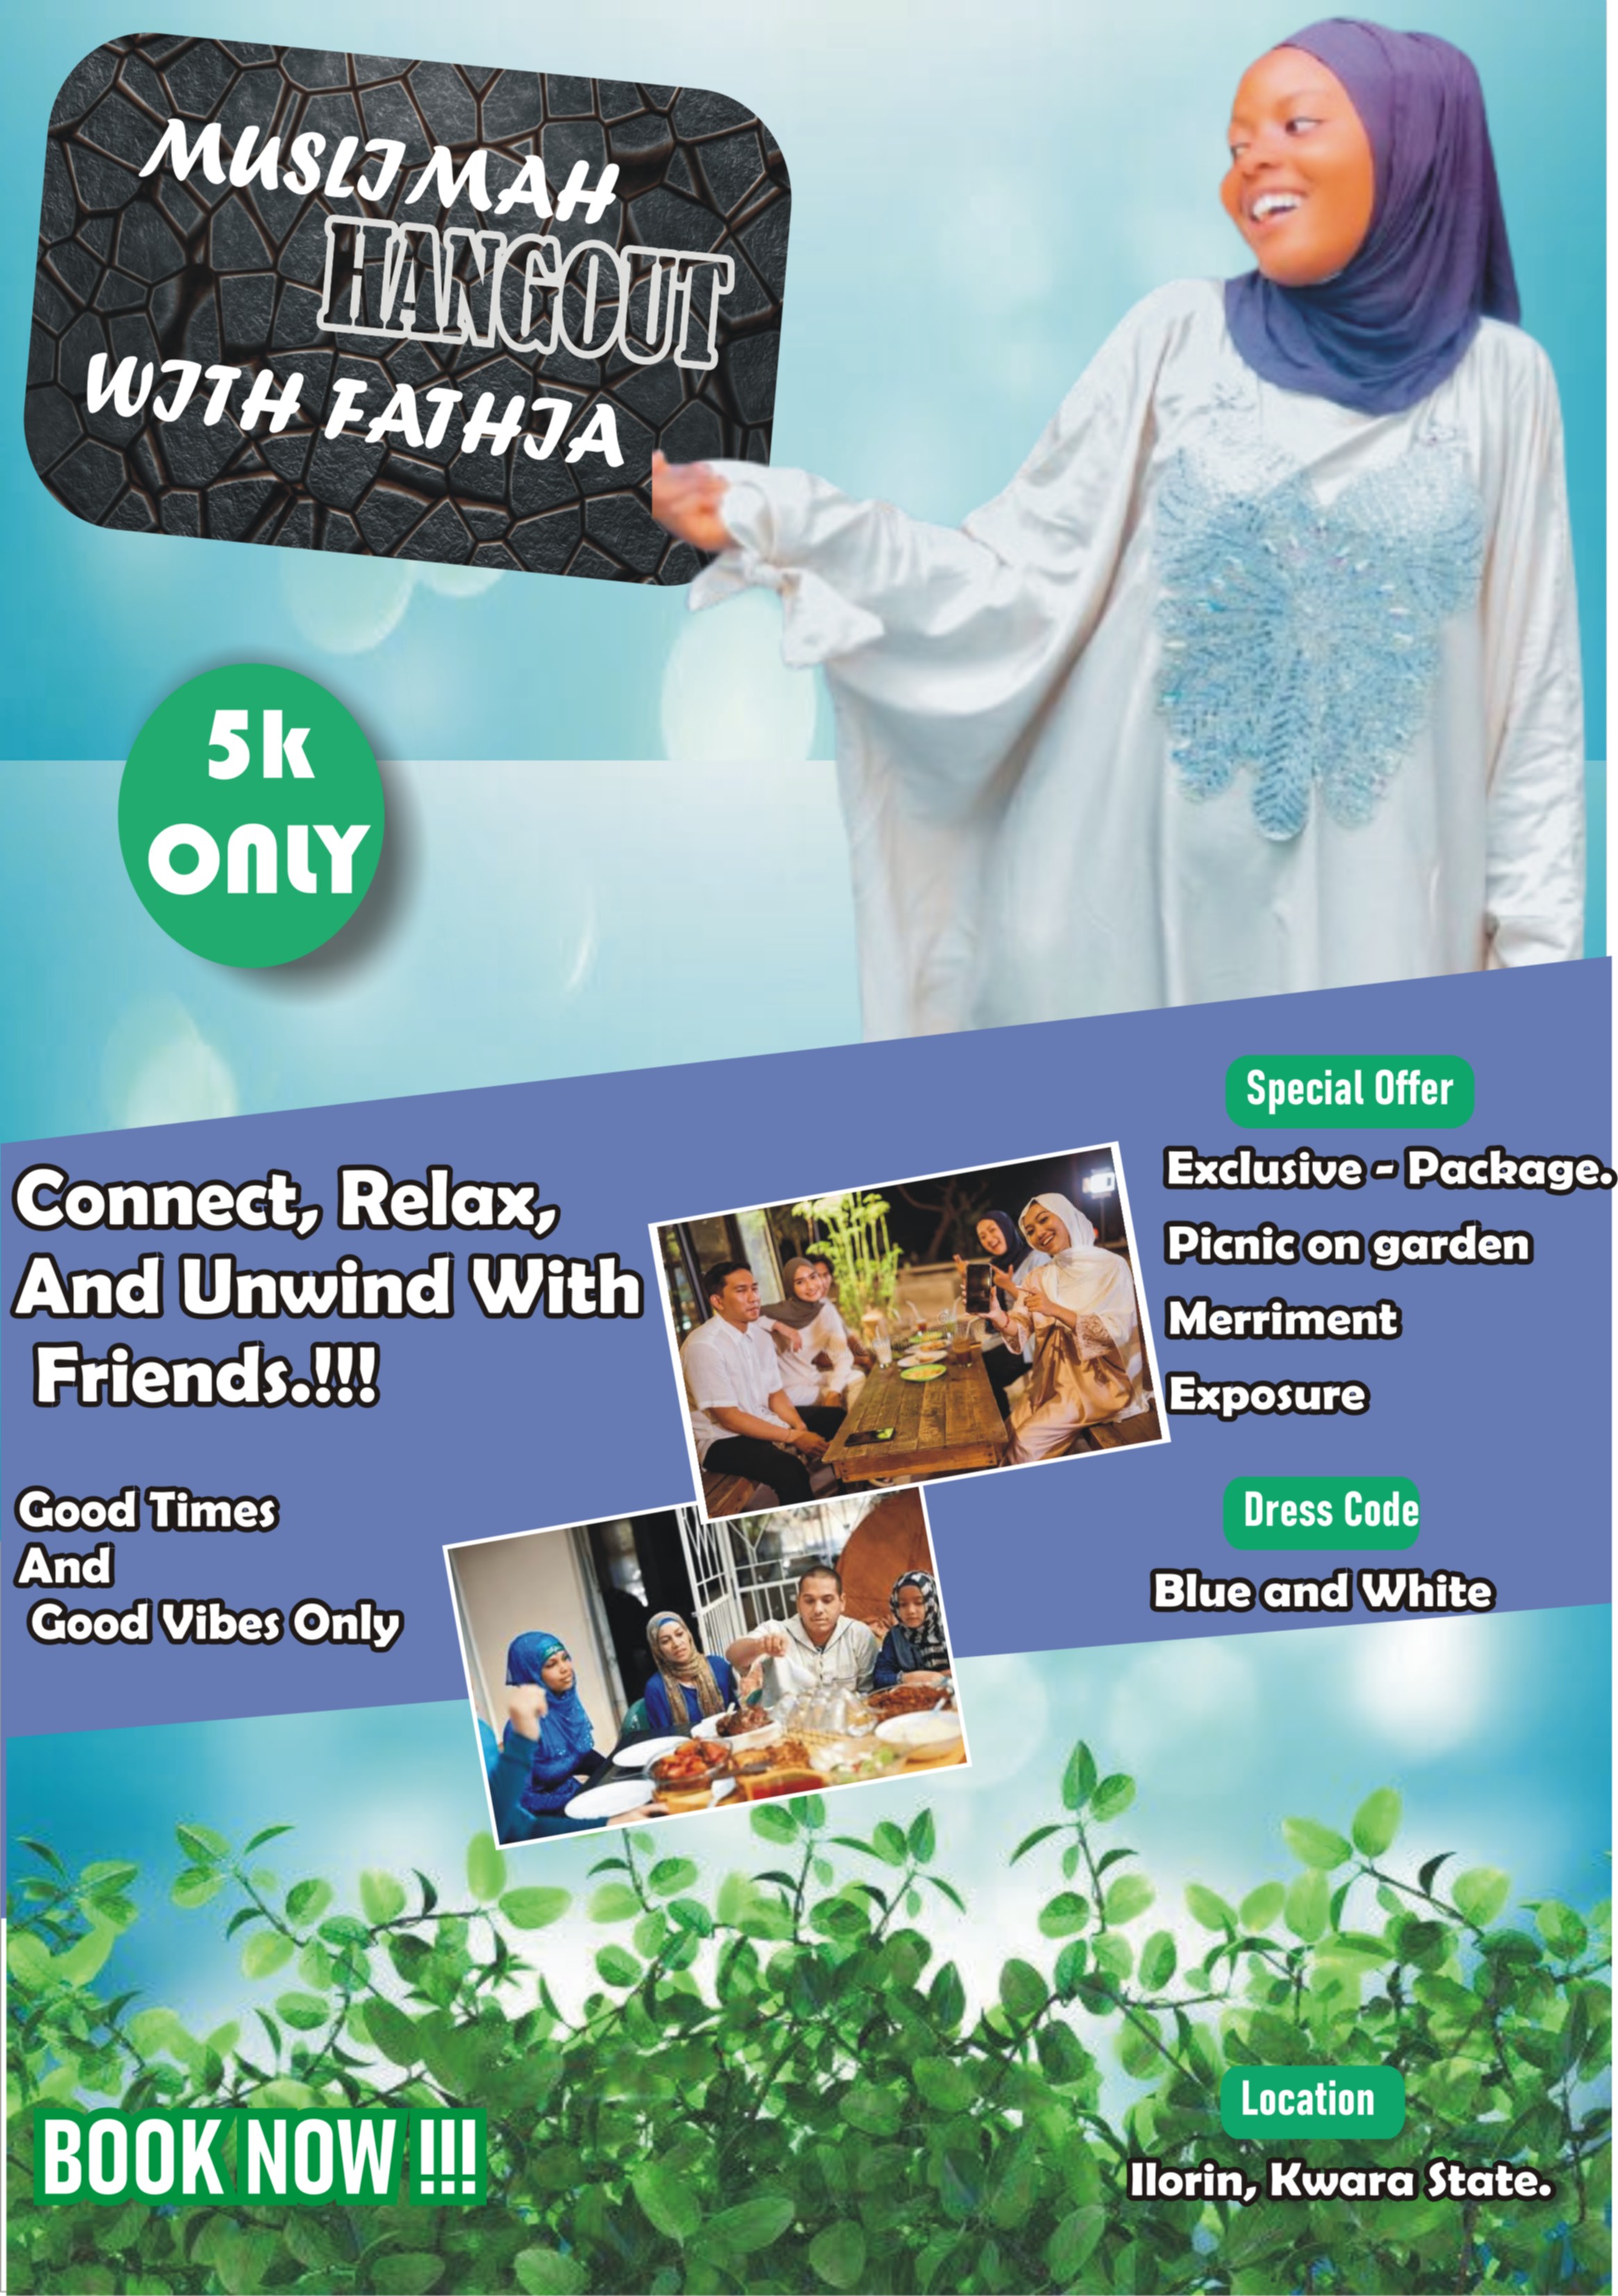 MUSLIMAH
HANGOUT
WITH FATHIA
5k
ONLY
Connect, Relax,
And Unwind With
Friends.!!!
Good Times
And
Good Vibes Only
Special Offer
Exclusive - Package.
Picnic on garden
Merriment
Exposure
Dress Code
Blue and White
BOOK NOW !!!
Location
Ilorin, Kwara State.